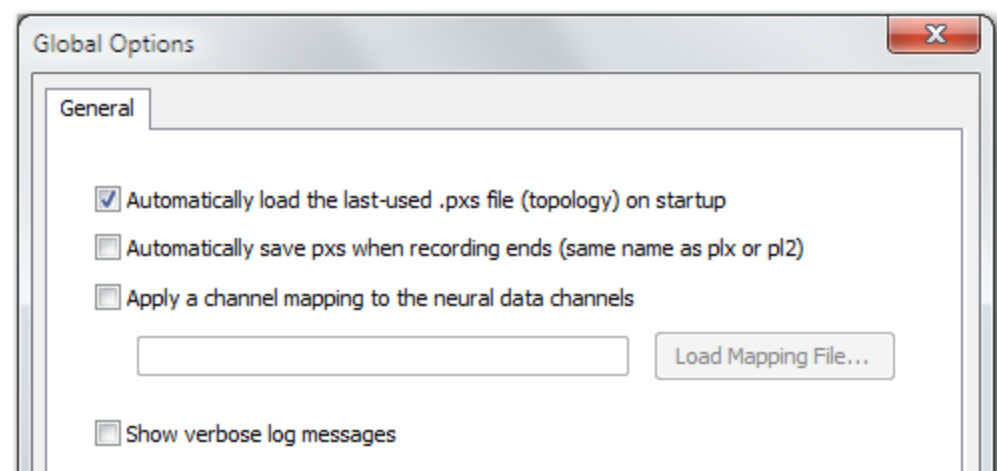 Global Options
General
Automatically load the last-used .pxs file (topology) on startup
Automatically save pxs when recording ends (same name as plx or pl2)
Apply a channel mapping to the neural data channels
Load Mapping File...
Show verbose log messages